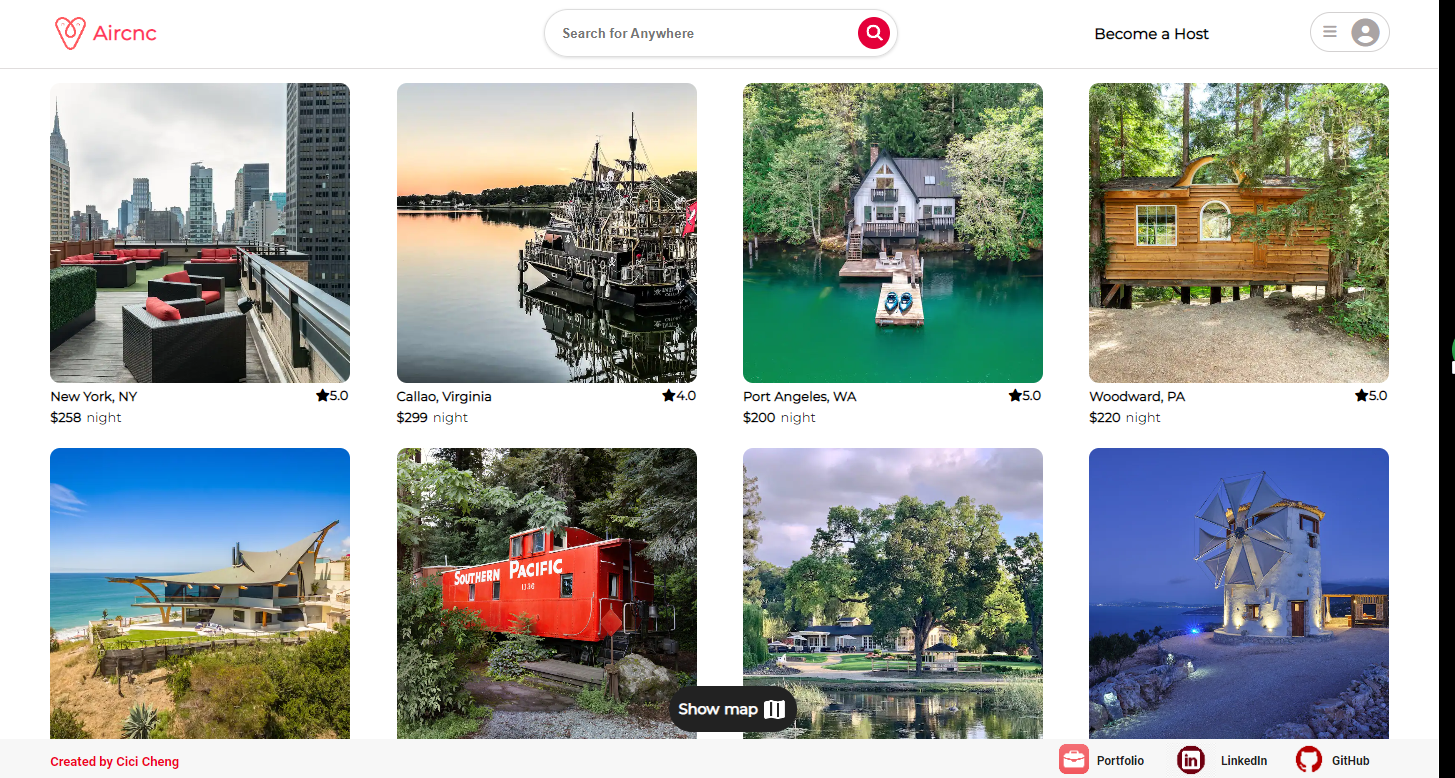 Aircnc
Search for Anywhere
Become a Host
New York, NY
5.0
$258 night
Callao, Virginia
4.0
$299 night
Port Angeles, WA
5.0
$200 night
Woodward, PA
5.0
$220 night
SOUTHERN PACIFIC
1336
Show map
Created by Cici Cheng
Portfolio
in
LinkedIn
GitHub